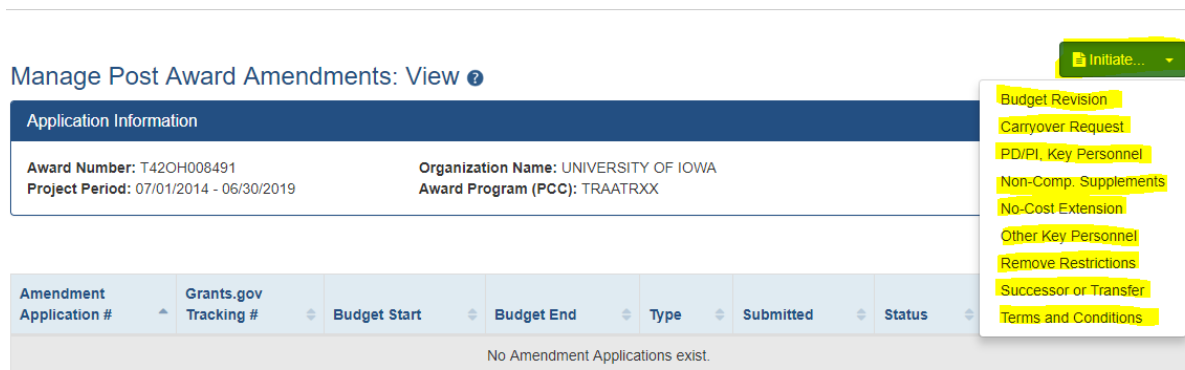 Initiate...
Manage Post Award Amendments: View ?
Budget Revision
Carryover Request
PD/PI, Key Personnel
Non-Comp. Supplements
No-Cost Extension
Other Key Personnel
Remove Restrictions
Successor or Transfer
Terms and Conditions
Application Information
Award Number: T42OH008491 Organization Name: UNIVERSITY OF IOWA
Project Period: 07/01/2014 - 06/30/2019 Award Program (PCC): TRAATRXX
Amendment Application # Grants.gov Tracking # Budget Start Budget End Type Submitted Status
No Amendment Applications exist.